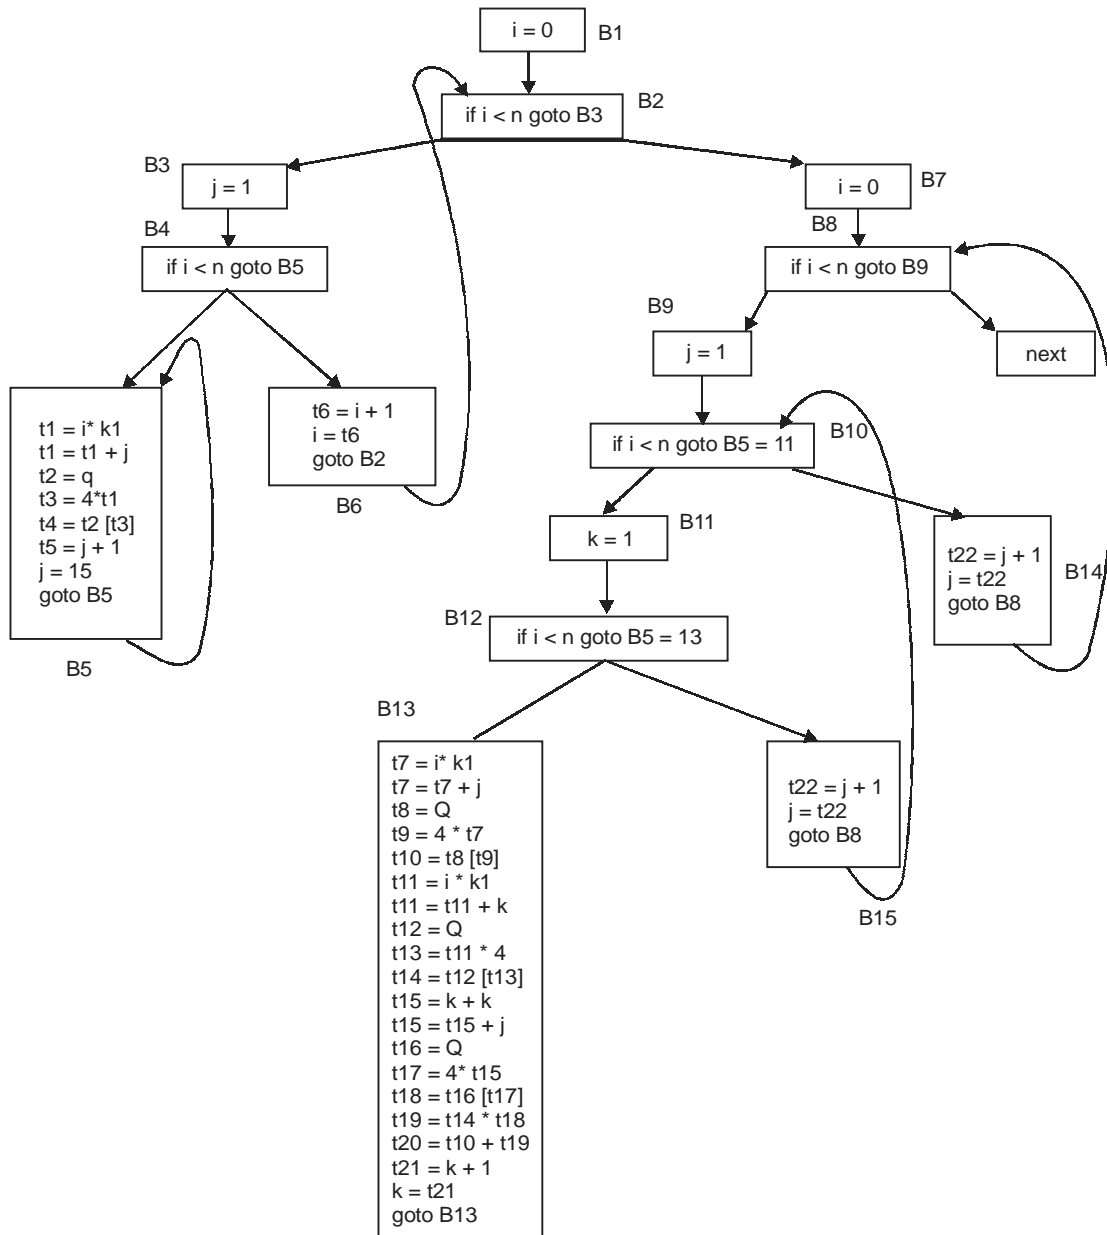 i = 0
B1
if i < n goto B3
B2
B3
j = 1
i = 0
B7
B4
if i < n goto B5
B8
if i < n goto B9
B9
j = 1
next
t1 = i* k1
t1 = t1 + j
t2 = q
t3 = 4*t1
t4 = t2 [t3]
t5 = j + 1
j = 15
goto B5
B5
t6 = i + 1
i = t6
goto B2
B6
if i < n goto B5 = 11
B10
k = 1
B11
t22 = j + 1
j = t22
goto B8
B14
B12
if i < n goto B5 = 13
B13
t7 = i* k1
t7 = t7 + j
t8 = Q
t9 = 4 * t7
t10 = t8 [t9]
t11 = i * k1
t11 = t11 + k
t12 = Q
t13 = t11 * 4
t14 = t12 [t13]
t15 = k + k
t15 = t15 + j
t16 = Q
t17 = 4* t15
t18 = t16 [t17]
t19 = t14 * t18
t20 = t10 + t19
t21 = k + 1
k = t21
goto B13
t22 = j + 1
j = t22
goto B8
B15